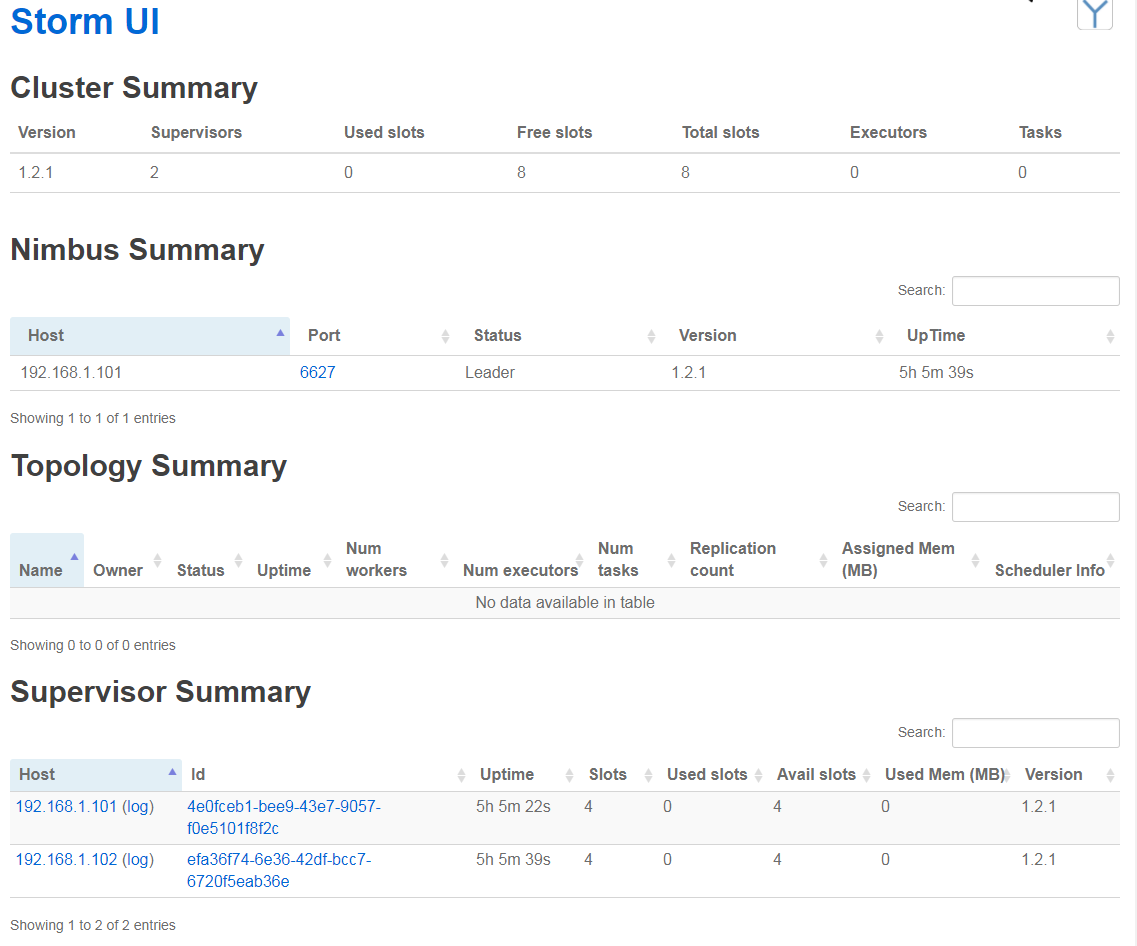 Storm UI
Cluster Summary
Version Supervisors Used slots Free slots Total slots Executors Tasks
1.2.1 2 0 8 8 0 0
Nimbus Summary
Search:
Host Port Status Version UpTime
192.168.1.101 6627 Leader 1.2.1 5h 5m 39s
Showing 1 to 1 of 1 entries
Topology Summary
Search:
Name Owner Status Uptime Num workers Num executors Num tasks Replication count Assigned Mem (MB) Scheduler Info
No data available in table
Showing 0 to 0 of 0 entries
Supervisor Summary
Search:
Host Id Uptime Slots Used slots Avail slots Used Mem (MB) Version
192.168.1.101 (log) 4e0fceb1-bee9-43e7-9057- 5h 5m 22s 4 0 4 0 1.2.1
f0e5101f8f2c
192.168.1.102 (log) efa36f74-6e36-42df-bcc7- 5h 5m 39s 4 0 4 0 1.2.1
6720f5eab36e
Showing 1 to 2 of 2 entries